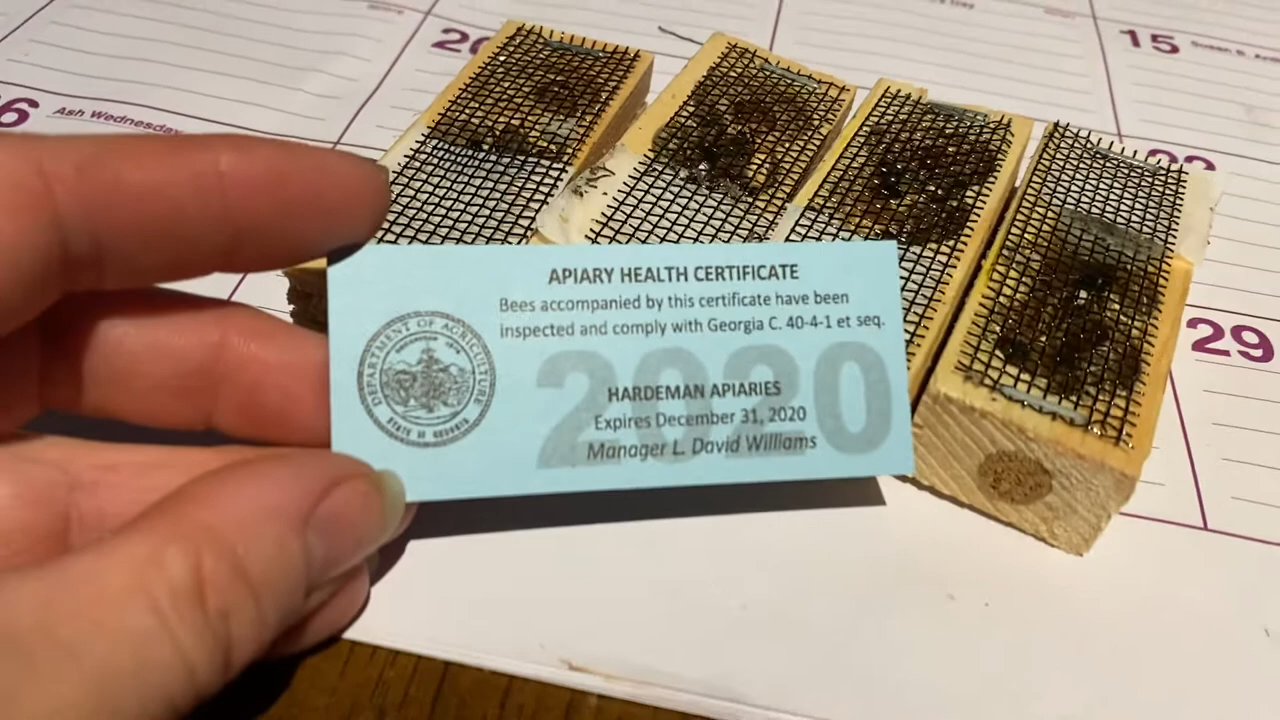 20
15
6 Ash Wednesday
22
29
APIARY HEALTH CERTIFICATE
Bees accompanied by this certificate have been
inspected and comply with Georgia C. 40-4-1 et seq.
DEPARTMENT OF AGRICULTURE
STATE OF GEORGIA
2020
HARDEMAN APIARIES
Expires December 31, 2020
Manager L. David Williams